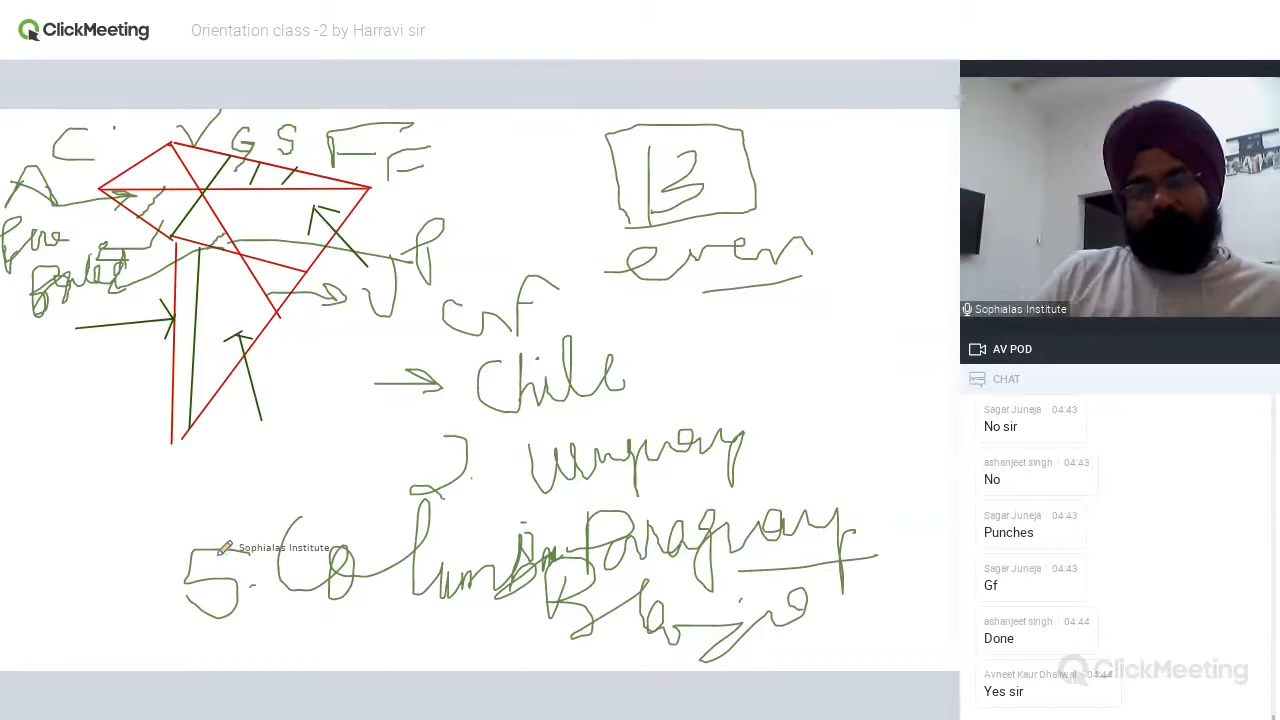 ClickMeeting
Orientation class -2 by Harravi sir
C V G S F F
A
13
even
P
U
Chile
2. Uruguay
Paraguay
5. Columbia
Sophialas Institute
Sophialas Institute
AV POD
CHAT
Sagar Juneja 04:43
No sir
ashanjeet singh 04:43
No
Sagar Juneja 04:43
Punches
Sagar Juneja 04:43
Gf
ashanjeet singh 04:44
Done
Avneet Kaur Dhaliwal 04:44
Yes sir
ClickMeeting